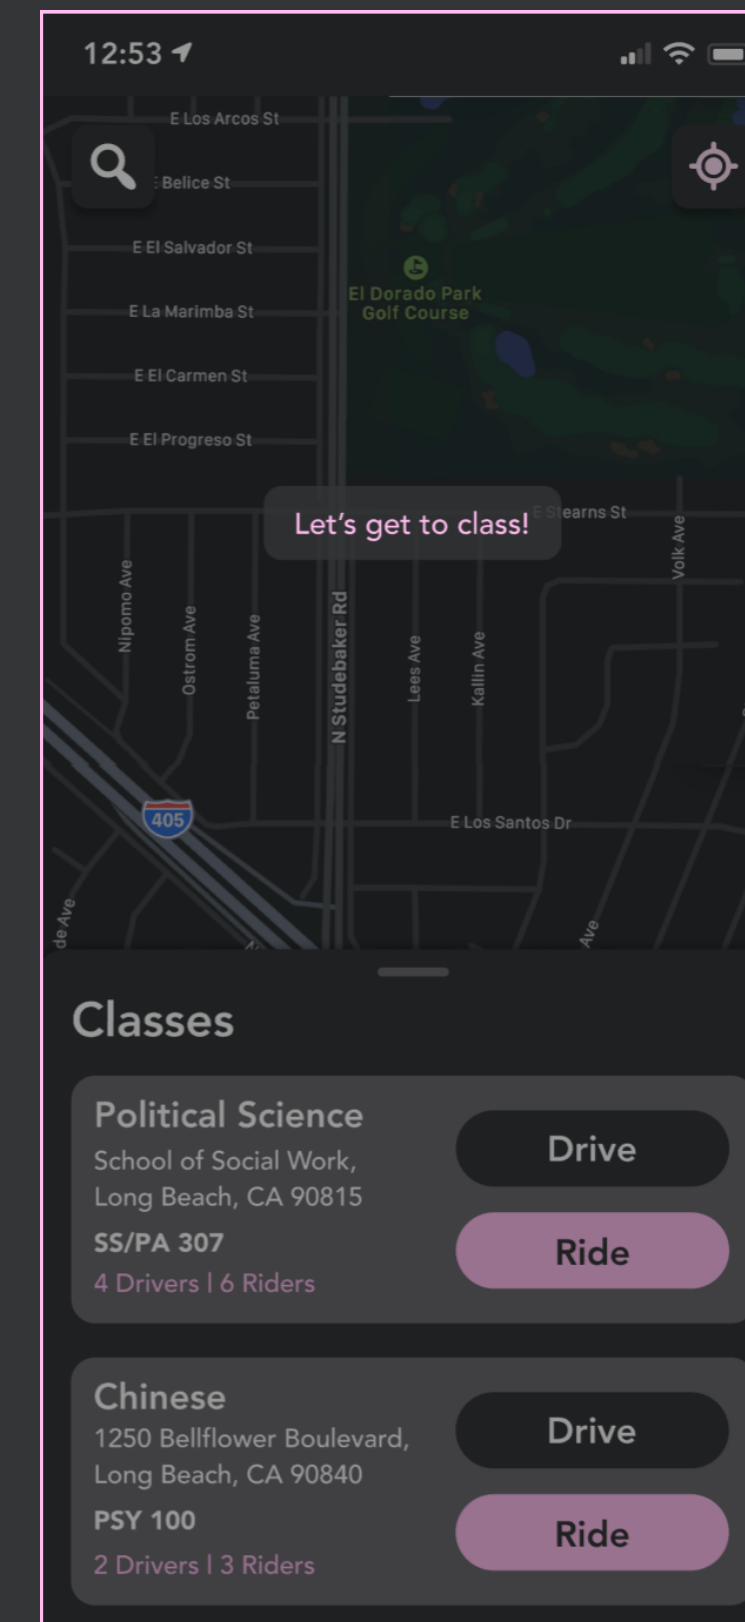 12:53
E Los Arcos St
E Belice St
E El Salvador St
E La Marimba St
El Dorado Park
Golf Course
E El Carmen St
E El Progreso St
Let's get to class!
E Stearns St
Volk Ave
Nipomo Ave
Ostrom Ave
Petaluma Ave
N Studebaker Rd
Lees Ave
Kallin Ave
405
E Los Santos Dr
de Ave
Ave
Classes
Political Science
School of Social Work,
Long Beach, CA 90815
SS/PA 307
4 Drivers | 6 Riders
Drive
Ride
Chinese
1250 Bellflower Boulevard,
Long Beach, CA 90840
PSY 100
2 Drivers | 3 Riders
Drive
Ride